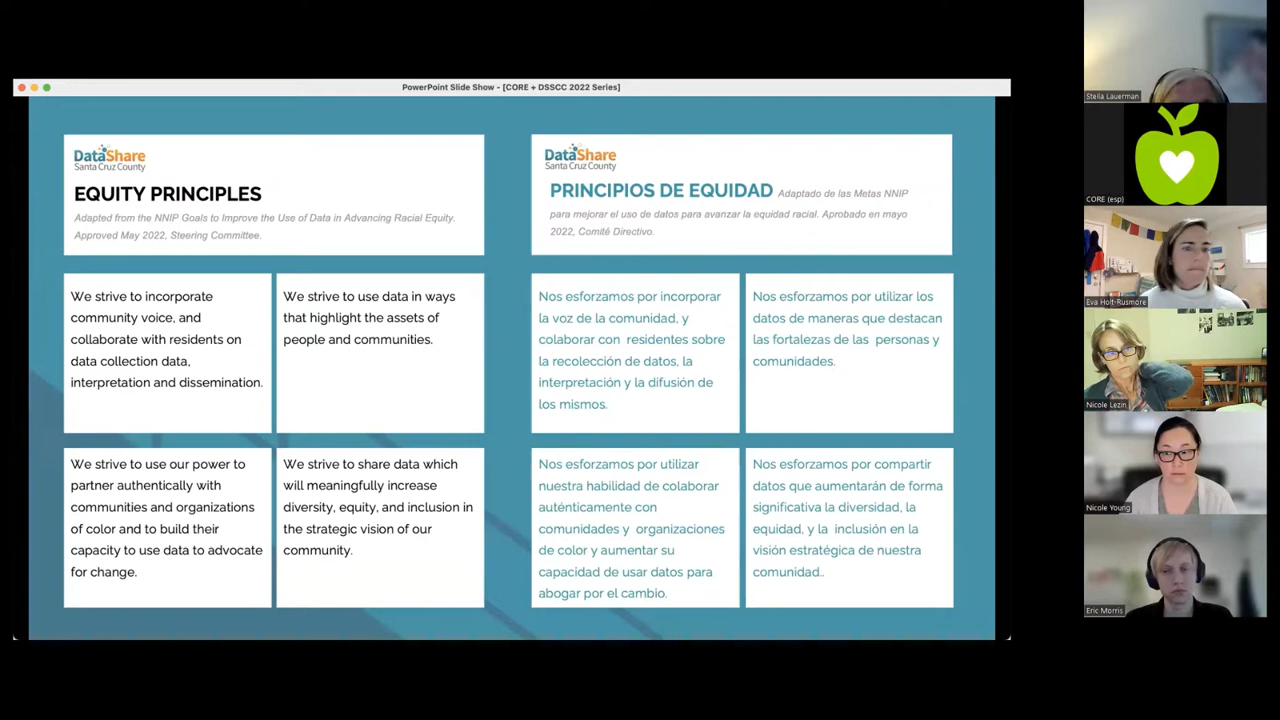 PowerPoint Slide Show - [CORE + DSSCC 2022 Series]
DataShare
Santa Cruz County
EQUITY PRINCIPLES
Adapted from the NNIP Goals to Improve the Use of Data in Advancing Racial Equity.
Approved May 2022, Steering Committee.
We strive to incorporate
community voice, and
collaborate with residents on
data collection data,
interpretation and dissemination.
We strive to use data in ways
that highlight the assets of
people and communities.
We strive to use our power to
partner authentically with
communities and organizations
of color and to build their
capacity to use data to advocate
for change.
We strive to share data which
will meaningfully increase
diversity, equity, and inclusion in
the strategic vision of our
community.
DataShare
Santa Cruz County
PRINCIPIOS DE EQUIDAD Adaptado de las Metas NNIP
para mejorar el uso de datos para avanzar la equidad racial. Aprobado en mayo
2022, Comité Directivo.
Nos esforzamos por incorporar
la voz de la comunidad, y
colaborar con residentes sobre
la recolección de datos, la
interpretación y la difusión de
los mismos.
Nos esforzamos por utilizar los
datos de maneras que destacan
las fortalezas de las personas y
comunidades.
Nos esforzamos por utilizar
nuestra habilidad de colaborar
auténticamente con
comunidades y organizaciones
de color y aumentar su
capacidad de usar datos para
abogar por el cambio.
Nos esforzamos por compartir
datos que aumentarán de forma
significativa la diversidad, la
equidad, y la inclusión en la
visión estratégica de nuestra
comunidad..
Stella Lauerman
CORE (esp)
Eva Holt-Rusmore
Nicole Lezin
Nicole Young
Eric Morris